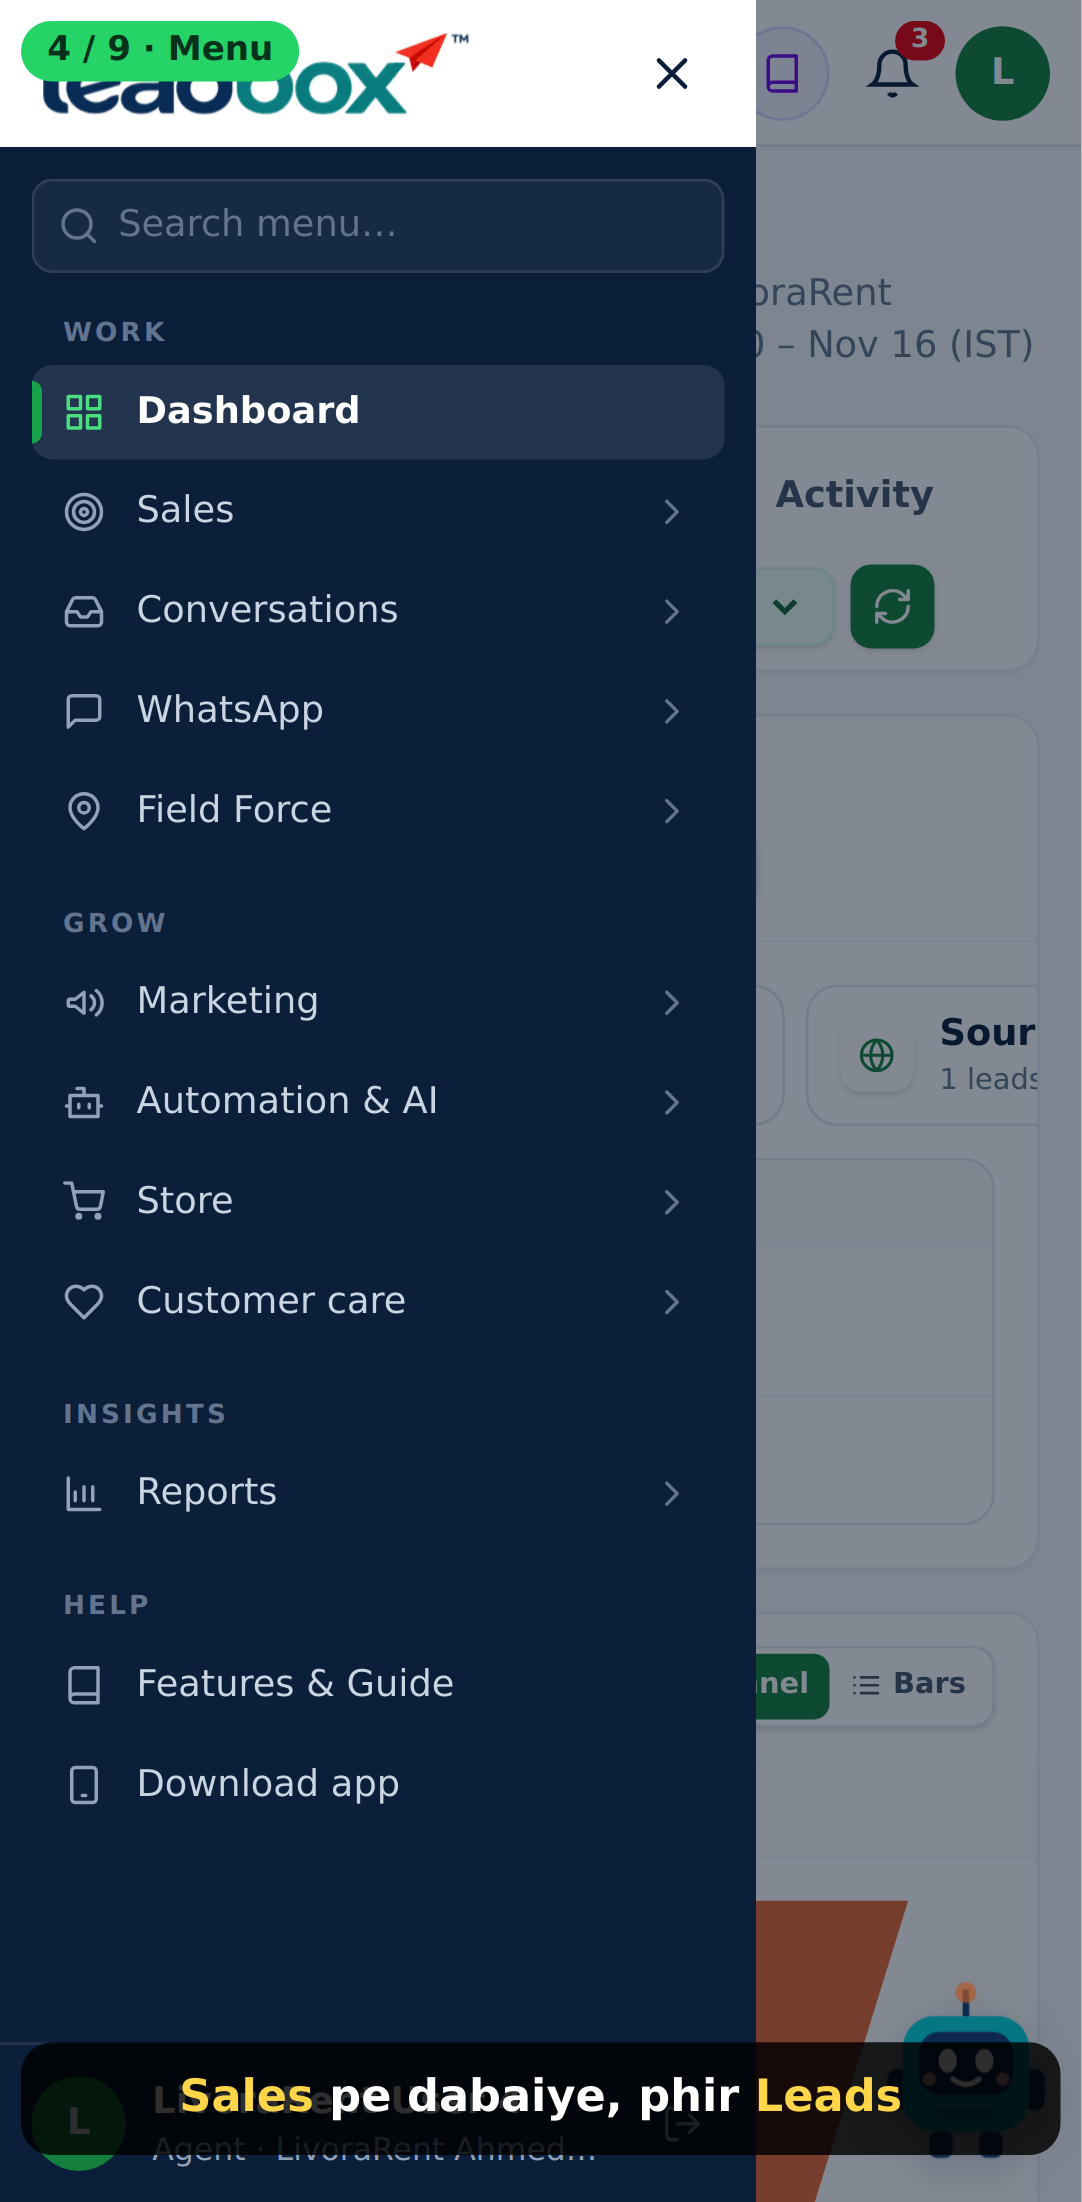 4 / 9 · Menu
leadbox™
3
L
Search menu...
oraRent
0 – Nov 16 (IST)
WORK
Dashboard
Activity
Sales
Conversations
WhatsApp
Field Force
GROW
Marketing
Sour
1 leads
Automation & AI
Store
Customer care
INSIGHTS
Reports
HELP
Features & Guide
nel
Bars
Download app
Sales pe dabaiye, phir Leads
L
Agent · LivoraRent Ahmed...